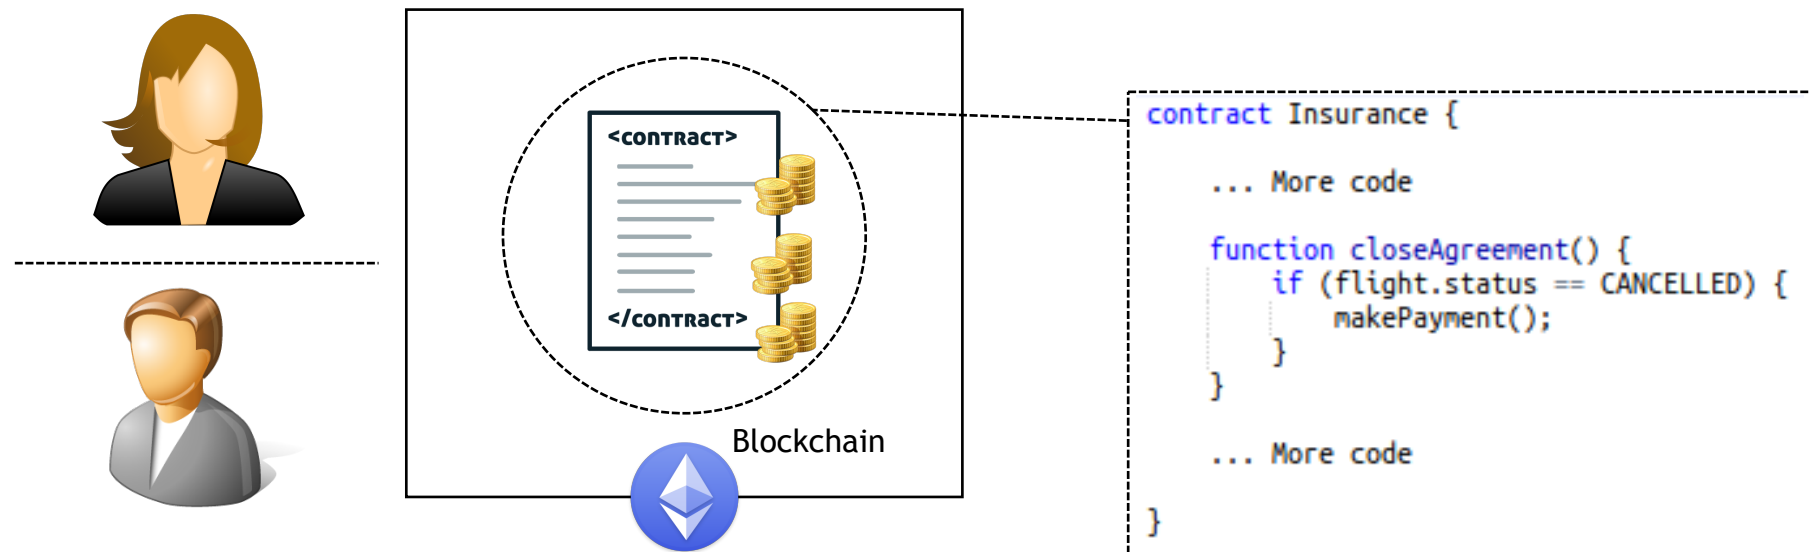 <CONTRACT>
</CONTRACT>
Blockchain
contract Insurance {
... More code
function closeAgreement() {
if (flight.status == CANCELLED) {
makePayment();
}
}
... More code
}